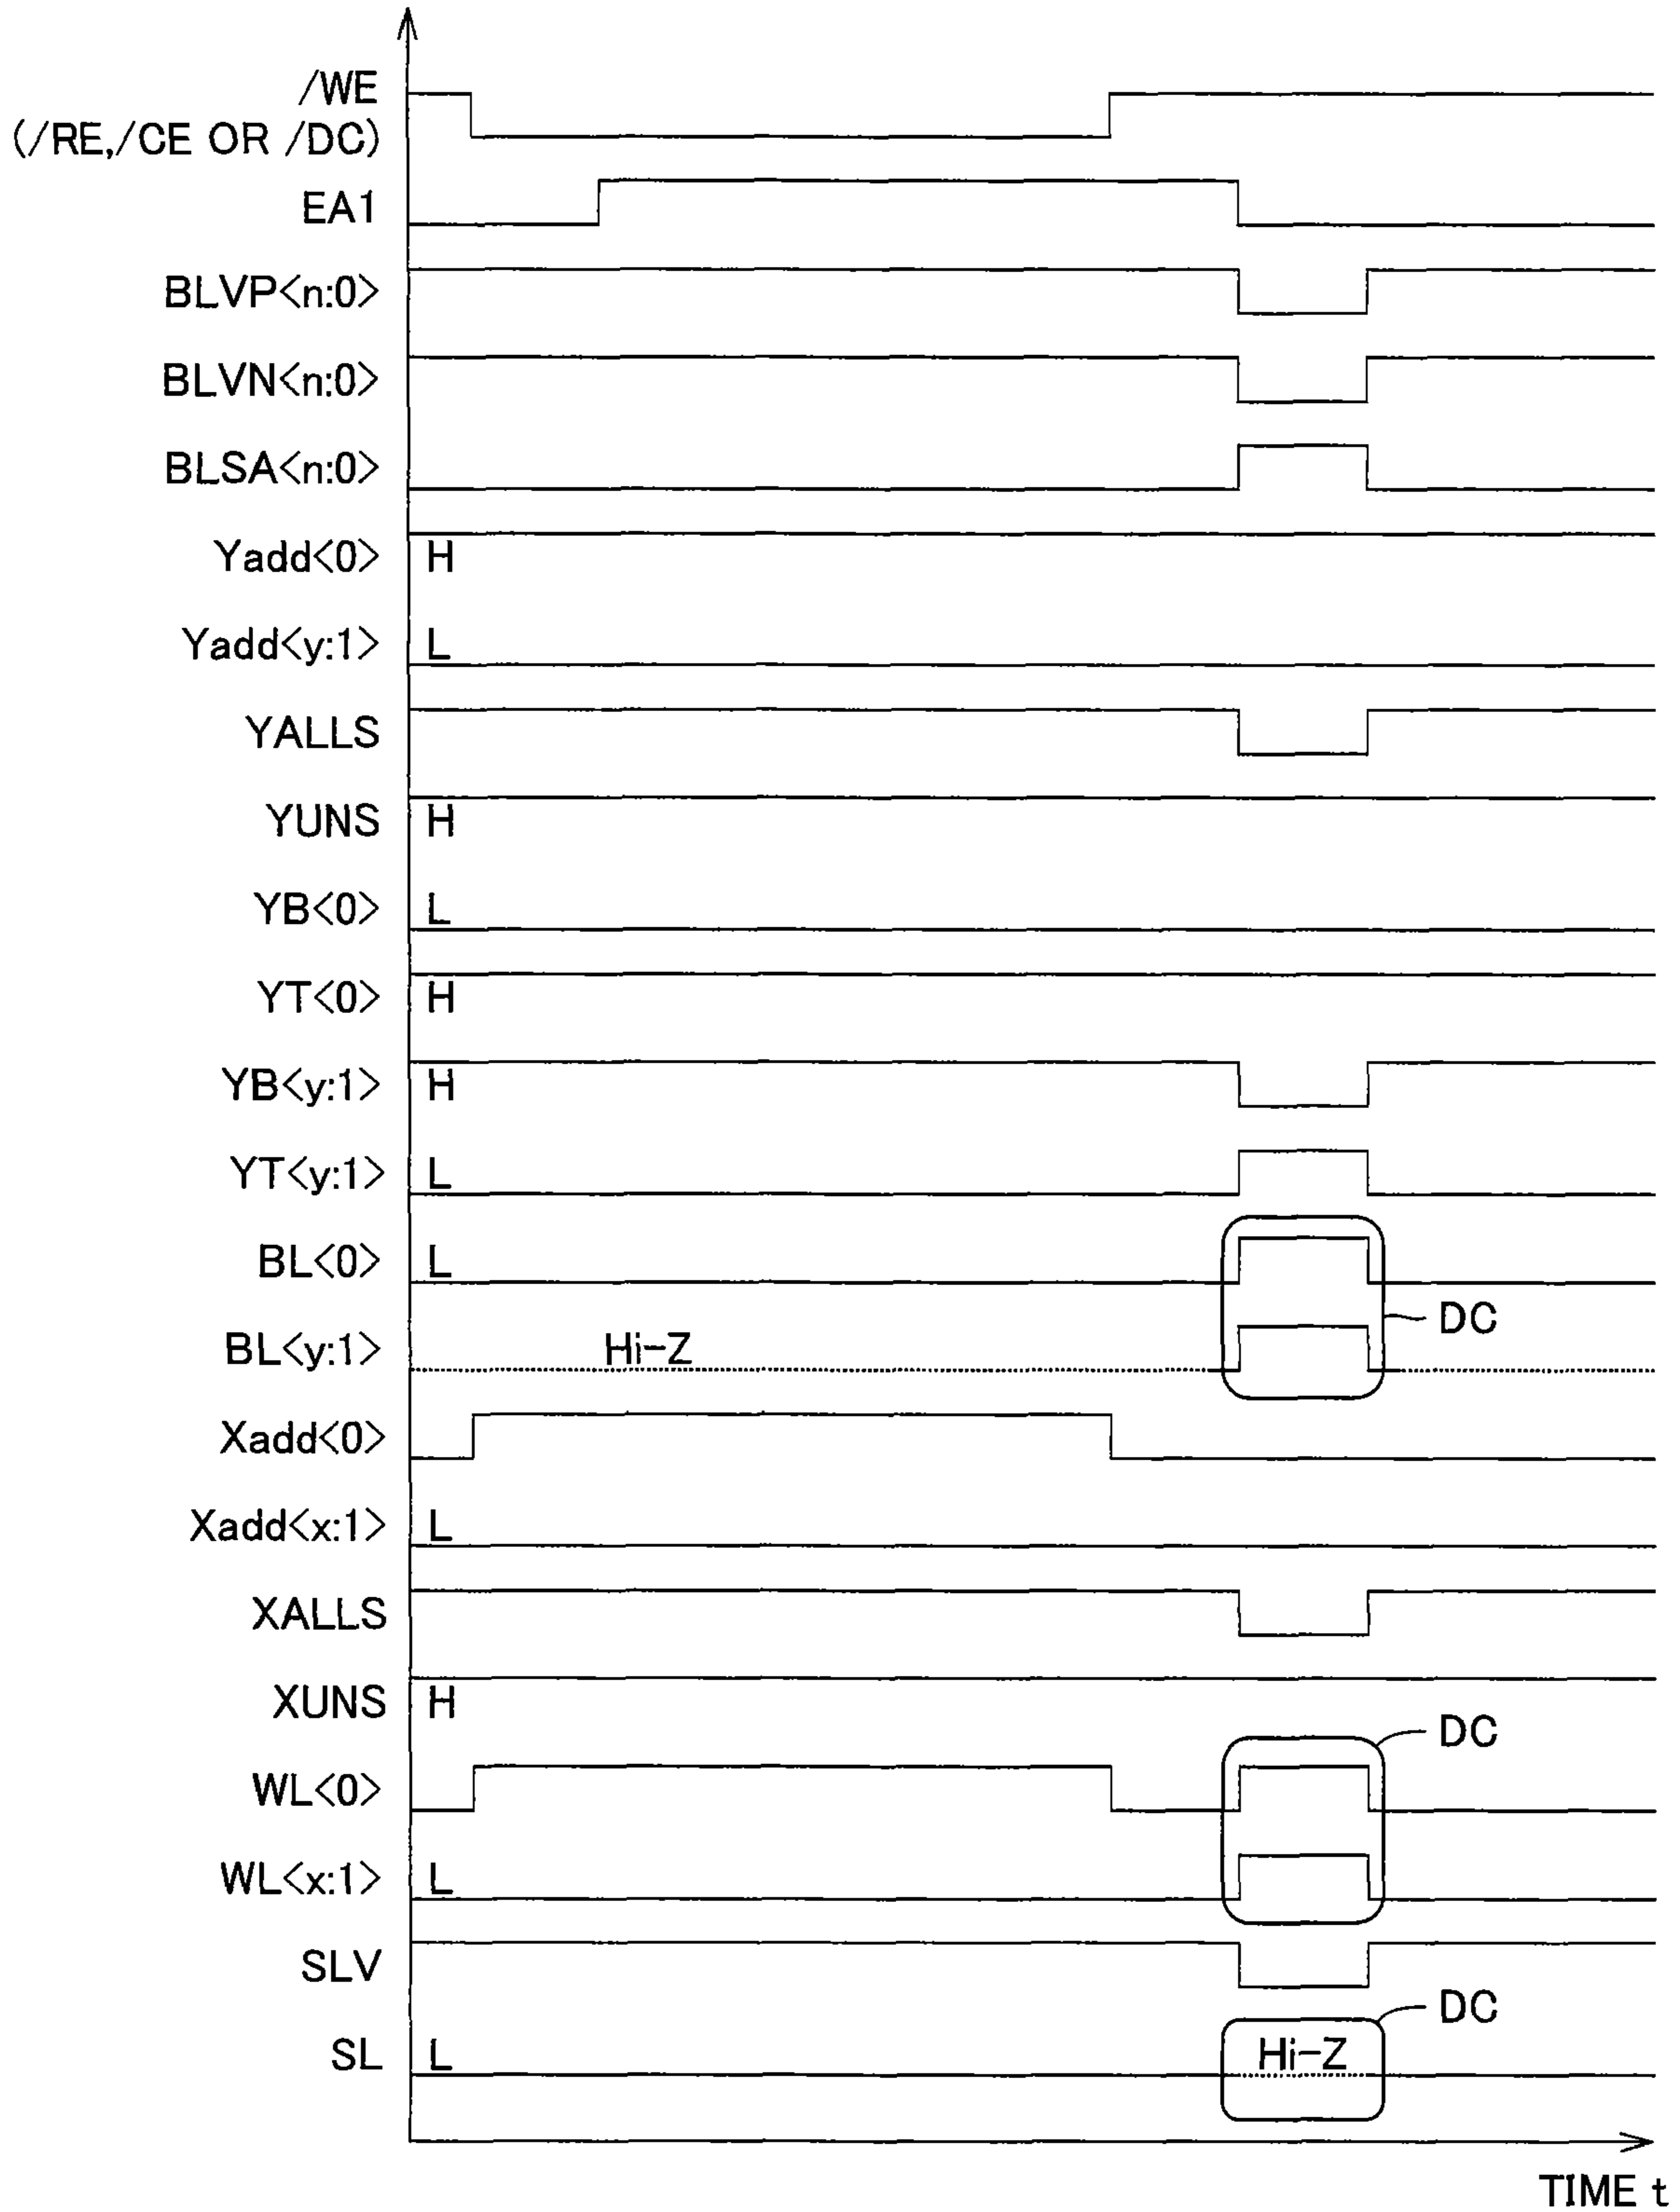 /WE
(/RE,/CE OR /DC)
EA1
BLVP<n:0>
BLVN<n:0>
BLSA<n:0>
Yadd<0> H
Yadd<y:1> L
YALLS
YUNS H
YB<0> L
YT<0> H
YB<y:1> H
YT<y:1> L
BL<0> L
DC
BL<y:1> Hi-Z
Xadd<0>
Xadd<x:1> L
XALLS
XUNS H
DC
WL<0>
WL<x:1> L
SLV
DC
SL L Hi-Z
TIME t